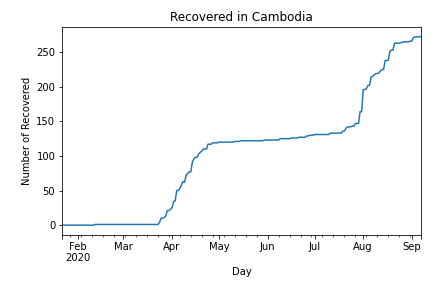 Recovered in Cambodia
Number of Recovered
250
200
150
100
50
0
Feb
2020
Mar
Apr
May
Jun
Jul
Aug
Sep
Day